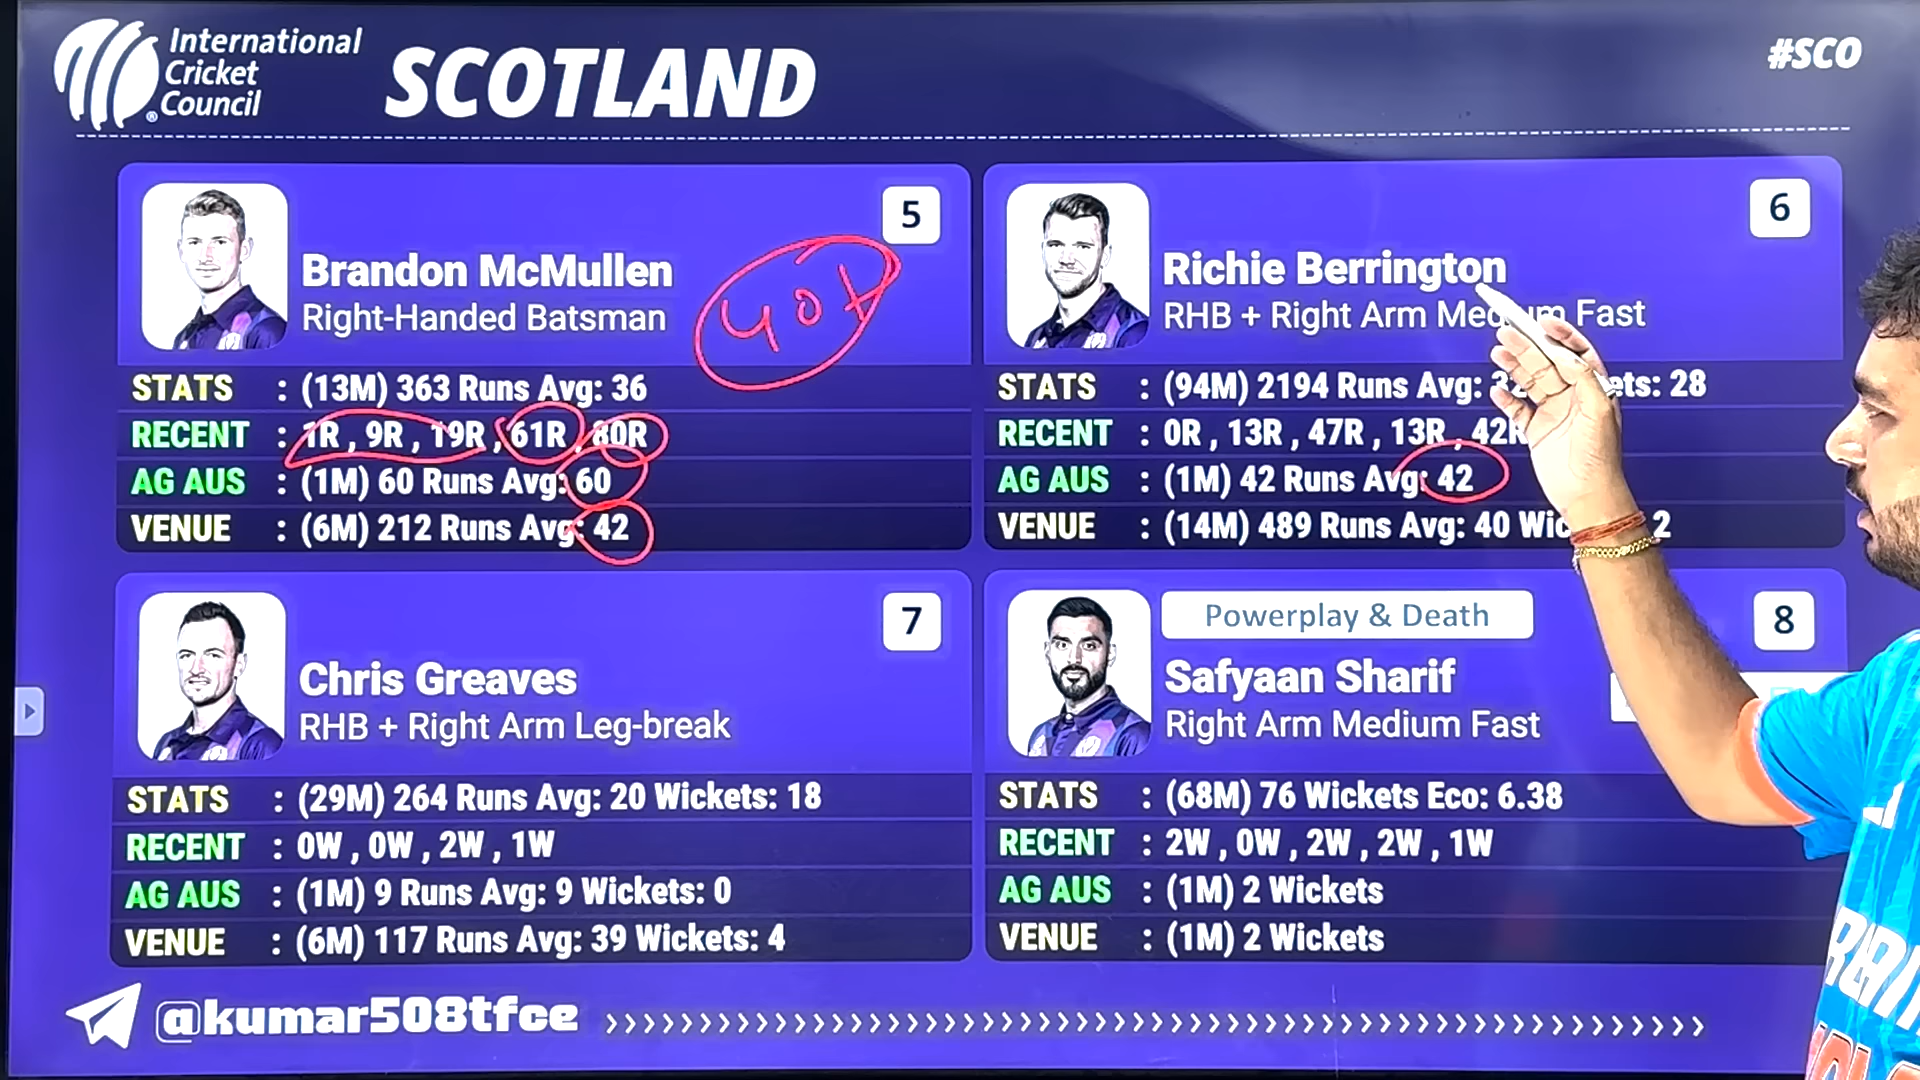 International
Cricket
Council
SCOTLAND
#SCO
5
Brandon McMullen
Right-Handed Batsman
40+
STATS : (13M) 363 Runs Avg: 36
RECENT : 1R , 9R , 19R , 61R , 80R
AG AUS : (1M) 60 Runs Avg: 60
VENUE : (6M) 212 Runs Avg: 42
6
Richie Berrington
RHB + Right Arm Medium Fast
STATS : (94M) 2194 Runs Avg: : 28
RECENT : 0R , 13R , 47R , 13R , 42R
AG AUS : (1M) 42 Runs Avg: 42
VENUE : (14M) 489 Runs Avg: 40 2
7
Chris Greaves
RHB + Right Arm Leg-break
STATS : (29M) 264 Runs Avg: 20 Wickets: 18
RECENT : 0W , 0W , 2W , 1W
AG AUS : (1M) 9 Runs Avg: 9 Wickets: 0
VENUE : (6M) 117 Runs Avg: 39 Wickets: 4
8
Powerplay & Death
Safyaan Sharif
Right Arm Medium Fast
STATS : (68M) 76 Wickets Eco: 6.38
RECENT : 2W , 0W , 2W , 2W , 1W
AG AUS : (1M) 2 Wickets
VENUE : (1M) 2 Wickets
@kumar508tfce